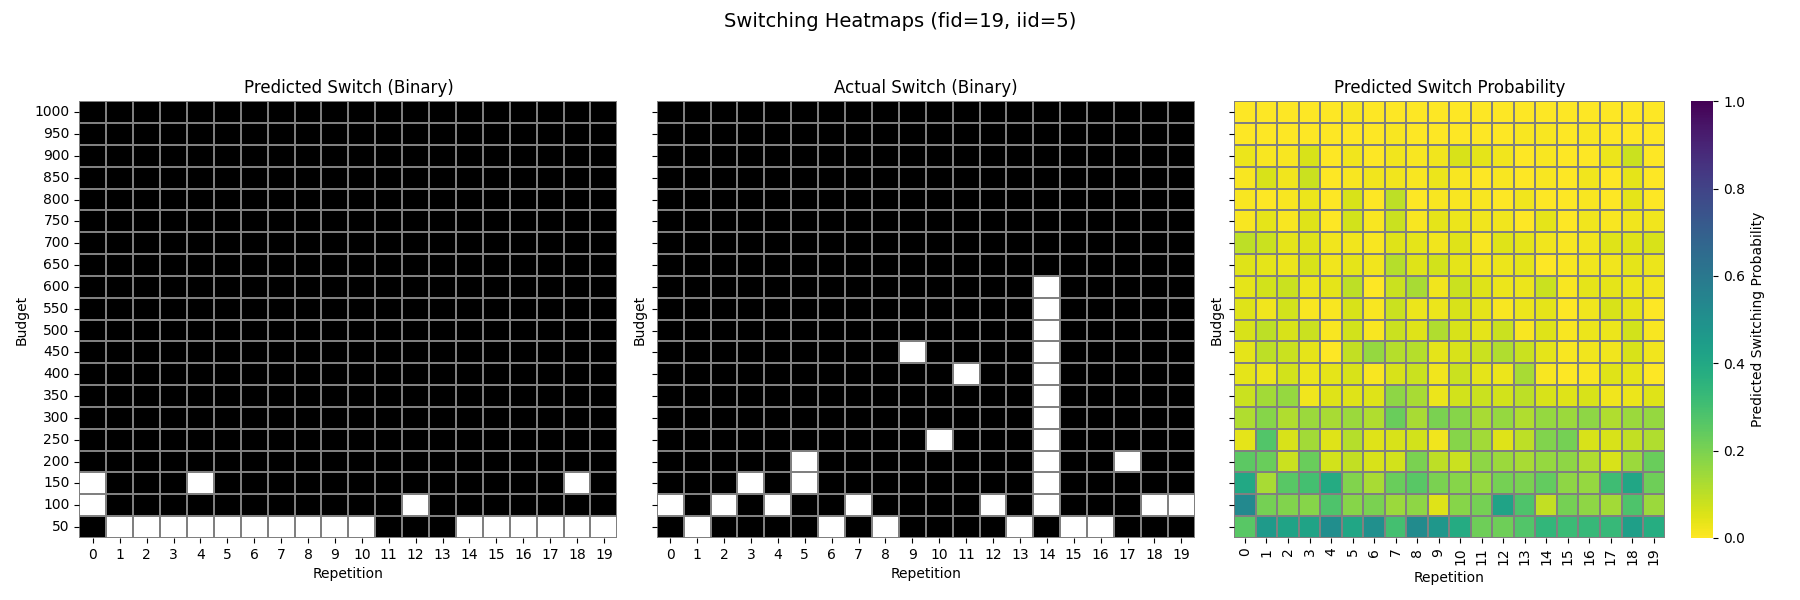 Switching Heatmaps (fid=19, iid=5)
Predicted Switch (Binary)
Actual Switch (Binary)
Predicted Switch Probability
Budget
1000
950
900
850
800
750
700
650
600
550
500
450
400
350
300
250
200
150
100
50
0 1 2 3 4 5 6 7 8 9 10 11 12 13 14 15 16 17 18 19
Repetition
Budget
0 1 2 3 4 5 6 7 8 9 10 11 12 13 14 15 16 17 18 19
Repetition
Budget
0 1 2 3 4 5 6 7 8 9 10 11 12 13 14 15 16 17 18 19
Repetition
1.0
0.8
0.6
0.4
0.2
0.0
Predicted Switching Probability